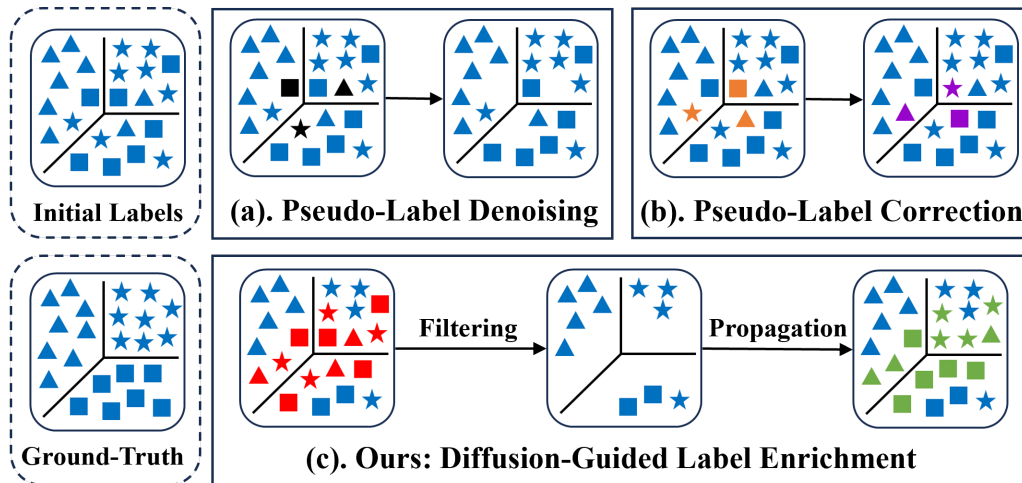 Initial Labels
(a). Pseudo-Label Denoising
(b). Pseudo-Label Correction
Ground-Truth
Filtering
Propagation
(c). Ours: Diffusion-Guided Label Enrichment